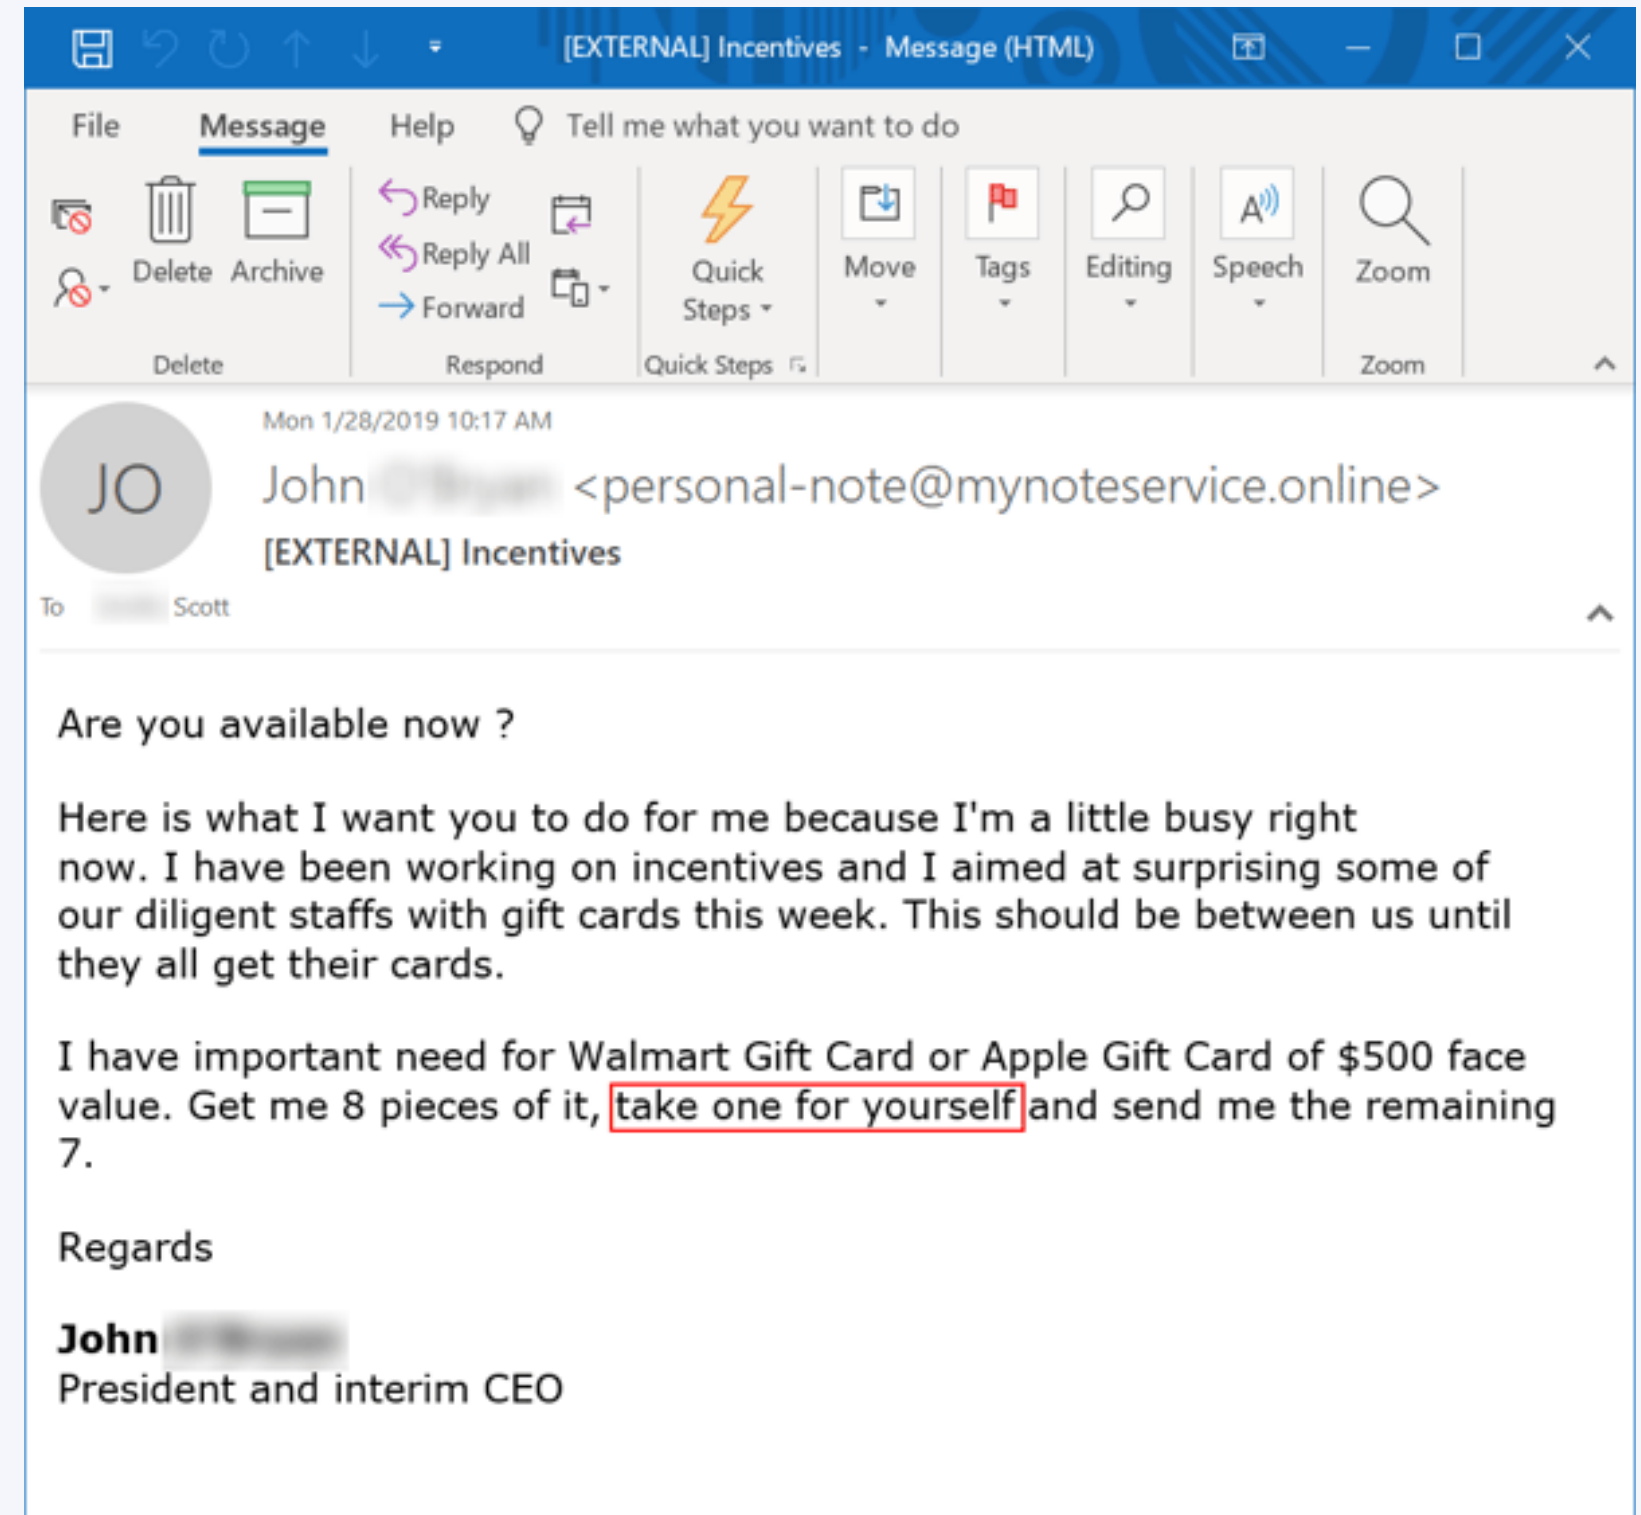 [EXTERNAL] Incentives - Message (HTML)
File Message Help Tell me what you want to do
Delete Archive
Reply
Reply All
Forward
Quick Steps
Move
Tags
Editing
Speech
Zoom
Delete Respond Quick Steps Zoom
Mon 1/28/2019 10:17 AM
JO
John <personal-note@mynoteservice.online>
[EXTERNAL] Incentives
To Scott
Are you available now ?
Here is what I want you to do for me because I'm a little busy right
now. I have been working on incentives and I aimed at surprising some of
our diligent staffs with gift cards this week. This should be between us until
they all get their cards.
I have important need for Walmart Gift Card or Apple Gift Card of $500 face
value. Get me 8 pieces of it, take one for yourself and send me the remaining
7.
Regards
John
President and interim CEO